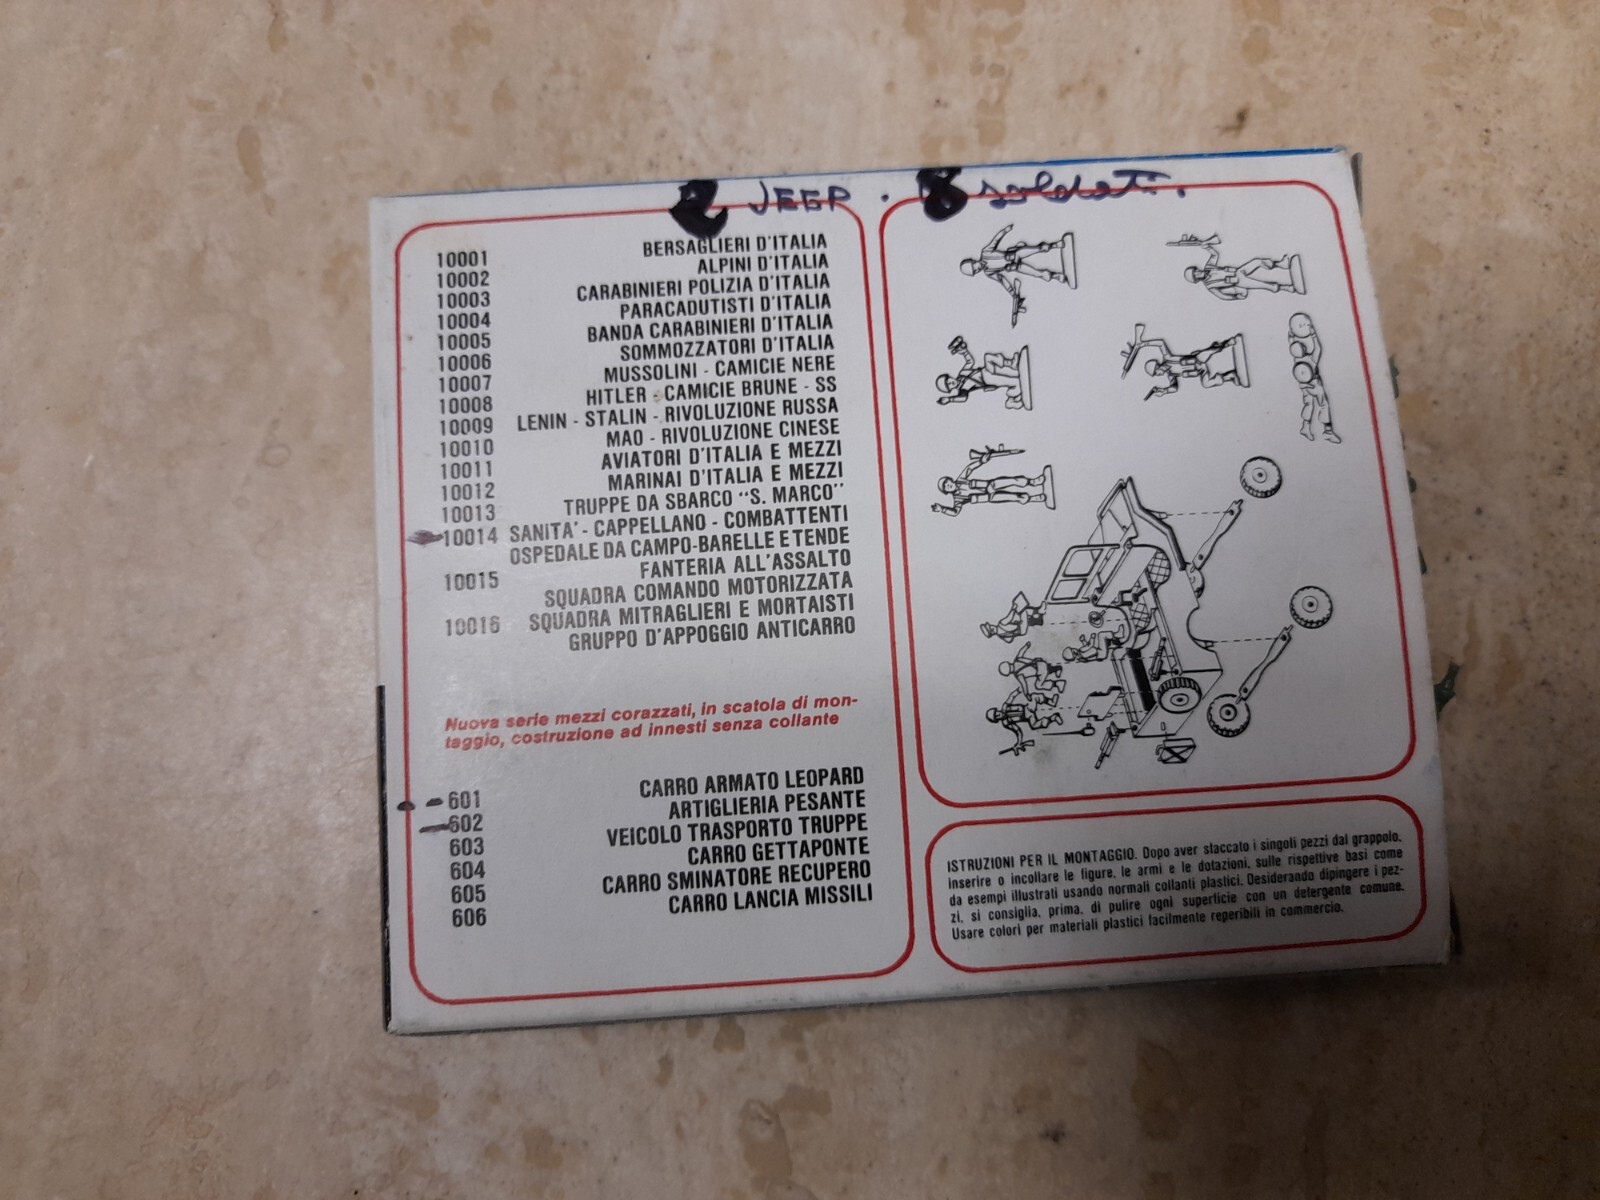 2 JEEP . 8 soldati.
10001 BERSAGLIERI D'ITALIA
10002 ALPINI D'ITALIA
10003 CARABINIERI POLIZIA D'ITALIA
10004 PARACADUTISTI D'ITALIA
10005 BANDA CARABINIERI D'ITALIA
10006 SOMMOZZATORI D'ITALIA
10007 MUSSOLINI - CAMICIE NERE
10008 HITLER - CAMICIE BRUNE - SS
10009 LENIN - STALIN - RIVOLUZIONE RUSSA
10010 MAO - RIVOLUZIONE CINESE
10011 AVIATORI D'ITALIA E MEZZI
10012 MARINAI D'ITALIA E MEZZI
10013 TRUPPE DA SBARCO "S. MARCO"
10014 SANITA' - CAPPELLANO - COMBATTENTI
OSPEDALE DA CAMPO-BARELLE E TENDE
10015 FANTERIA ALL'ASSALTO
SQUADRA COMANDO MOTORIZZATA
10016 SQUADRA MITRAGLIERI E MORTAISTI
GRUPPO D'APPOGGIO ANTICARRO
Nuova serie mezzi corazzati, in scatola di mon-
taggio, costruzione ad innesti senza collante
601 CARRO ARMATO LEOPARD
602 ARTIGLIERIA PESANTE
603 VEICOLO TRASPORTO TRUPPE
604 CARRO GETTAPONTE
605 CARRO SMINATORE RECUPERO
606 CARRO LANCIA MISSILI
ISTRUZIONI PER IL MONTAGGIO. Dopo aver staccato i singoli pezzi dal grappolo,
inserire o incollare le figure, le armi e le dotazioni, sulle rispettive basi come
da esempi illustrati usando normali collanti plastici. Desiderando dipingere i pez-
zi, si consiglia, prima, di pulire ogni superficie con un detergente comune.
Usare colori per materiali plastici facilmente reperibili in commercio.